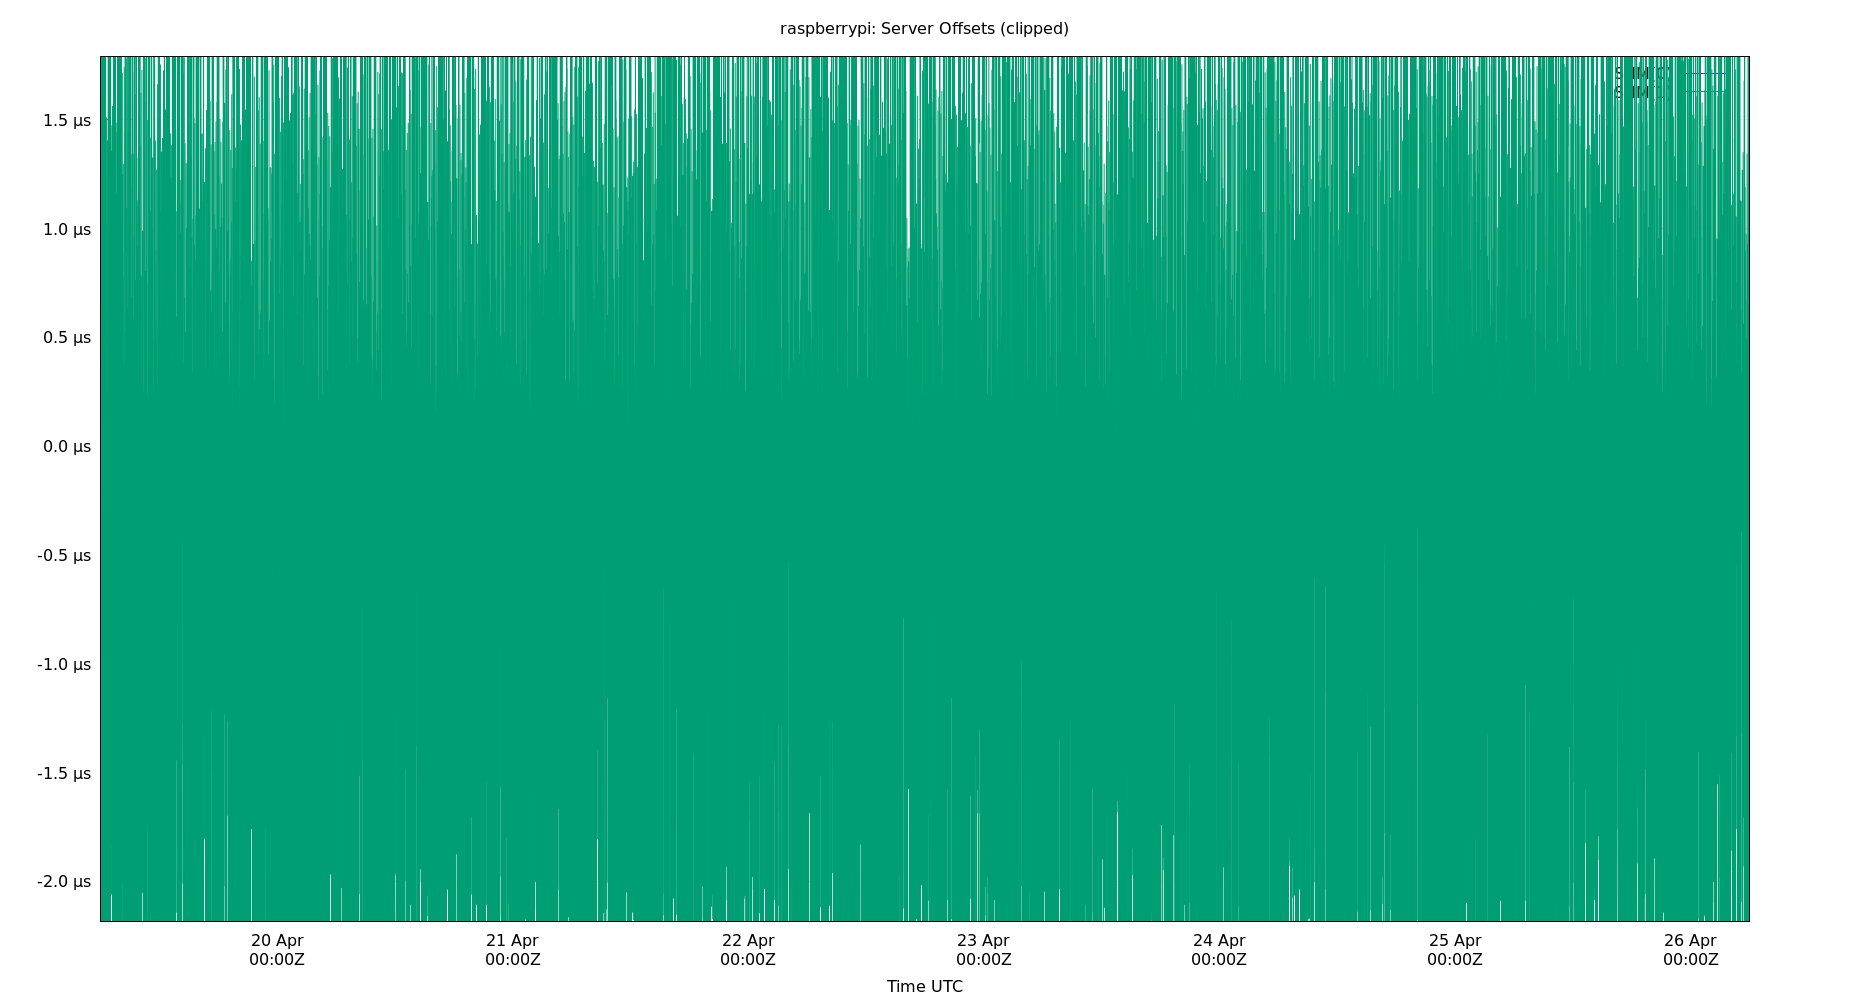 raspberrypi: Server Offsets (clipped)
1.5 µs
1.0 µs
0.5 µs
0.0 µs
-0.5 µs
-1.0 µs
-1.5 µs
-2.0 µs
20 Apr 21 Apr 22 Apr 23 Apr 24 Apr 25 Apr 26 Apr
00:00Z 00:00Z 00:00Z 00:00Z 00:00Z 00:00Z 00:00Z
Time UTC